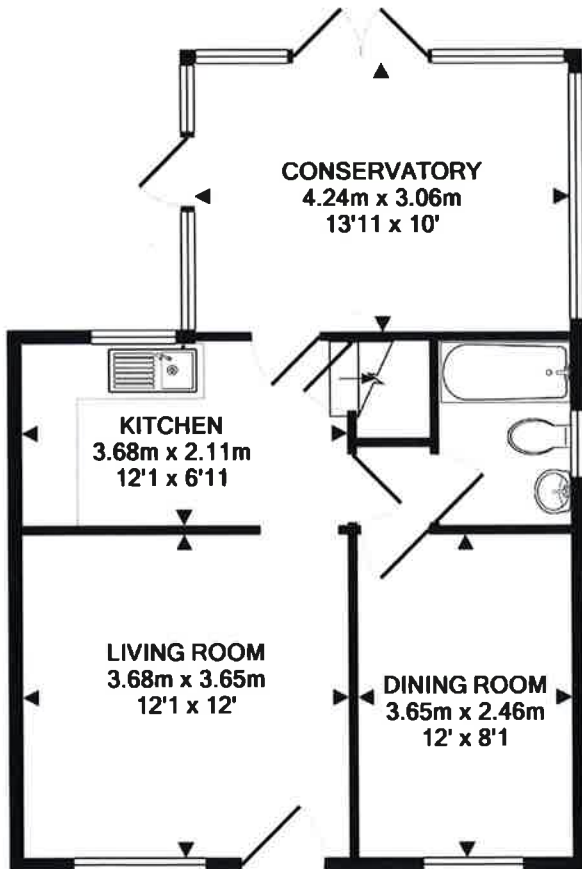 CONSERVATORY
4.24m x 3.06m
13'11 x 10'
KITCHEN
3.68m x 2.11m
12'1 x 6'11
LIVING ROOM
3.68m x 3.65m
12'1 x 12'
DINING ROOM
3.65m x 2.46m
12' x 8'1